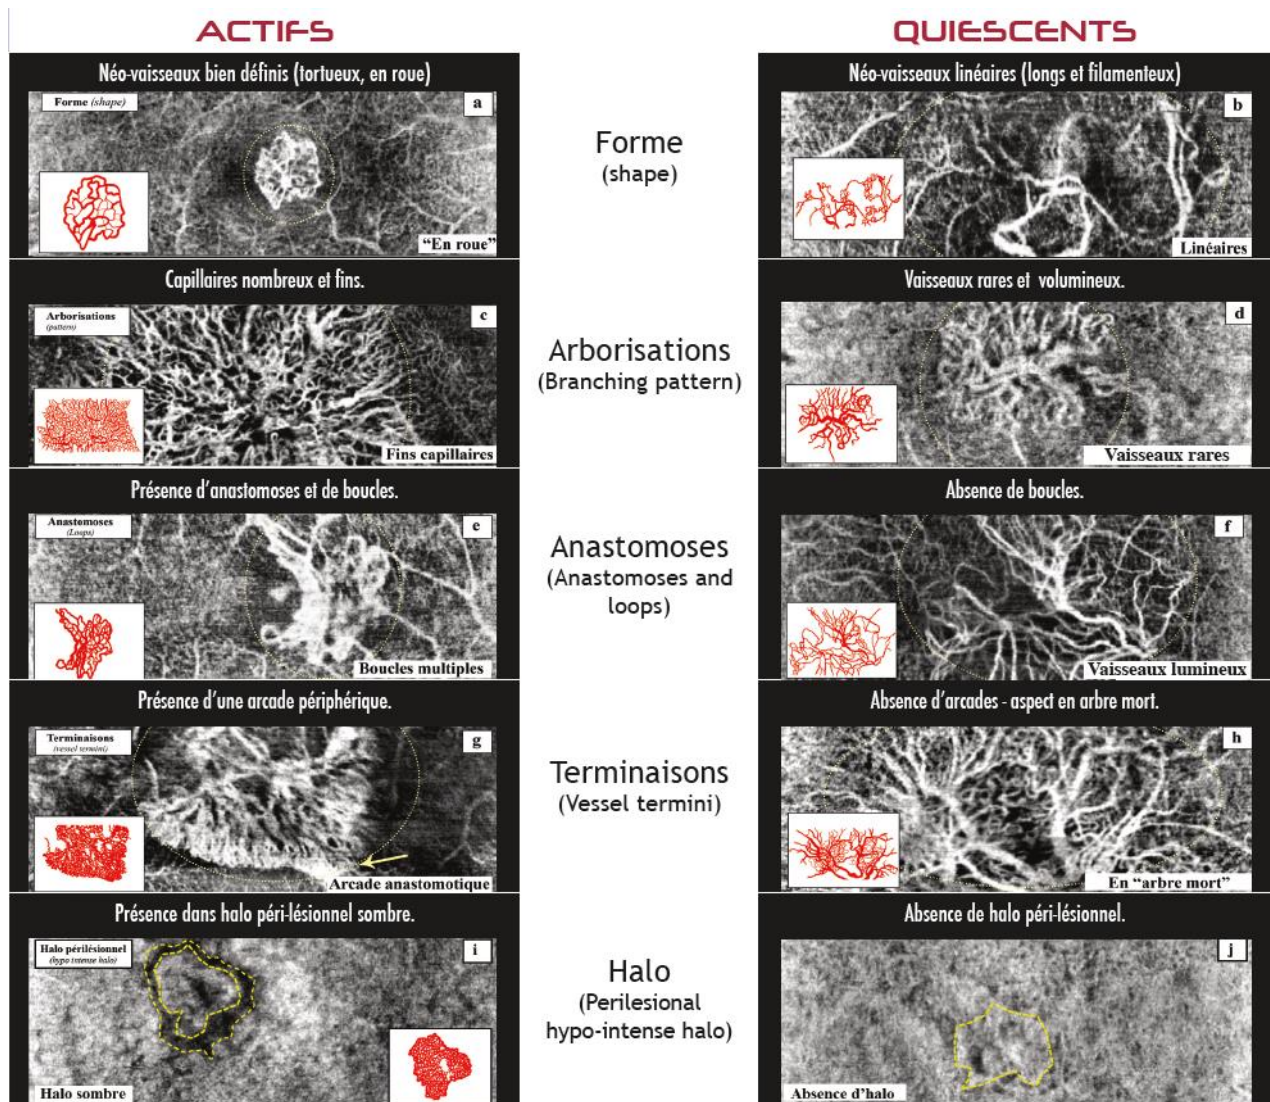 ACTIFS
QUIESCENTS
Néo-vaisseaux bien définis (tortueux, en roue)
Forme (shape)
a
"En roue"
Forme
(shape)
Néo-vaisseaux linéaires (longs et filamenteux)
b
Linéaires
Capillaires nombreux et fins.
Arborisations
(pattern)
c
Fins capillaires
Arborisations
(Branching pattern)
Vaisseaux rares et volumineux.
d
Vaisseaux rares
Présence d'anastomoses et de boucles.
Anastomoses
(Loops)
e
Boucles multiples
Anastomoses
(Anastomoses and
loops)
Absence de boucles.
f
Vaisseaux lumineux
Présence d'une arcade périphérique.
Terminaisons
(vessel termini)
g
Arcade anastomotique
Terminaisons
(Vessel termini)
Absence d'arcades - aspect en arbre mort.
h
En "arbre mort"
Présence dans halo péri-lésionnel sombre.
Halo périlésionnel
(hypo intense halo)
i
Halo sombre
Halo
(Perilesional
hypo-intense halo)
Absence de halo péri-lésionnel.
j
Absence d'halo